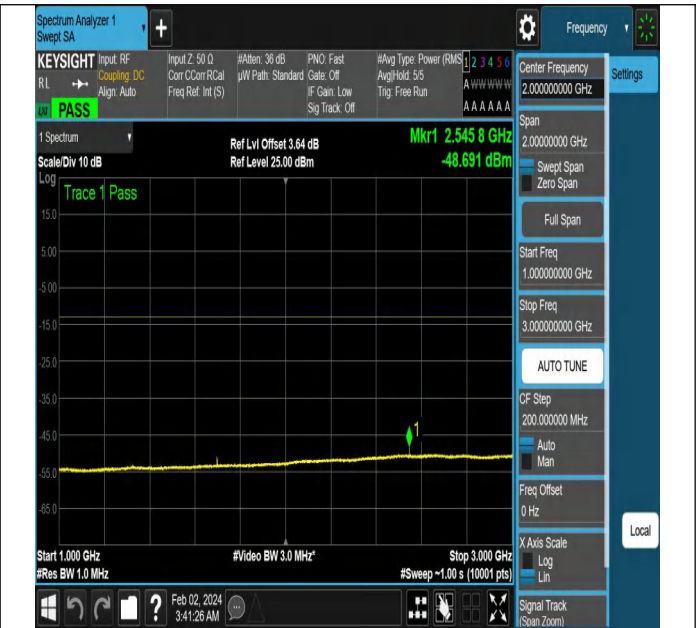 Spectrum Analyzer 1
Swept SA
Frequency
KEYSIGHT
RL
LXI
PASS
Input: RF
Coupling: DC
Align: Auto
Input Z: 50 Ω
Corr CCorr RCal
Freq Ref: Int (S)
#Atten: 36 dB
µW Path: Standard
PNO: Fast
Gate: Off
IF Gain: Low
Sig Track: Off
#Avg Type: Power (RMS
Avg|Hold: 5/5
Trig: Free Run
1 2 3 4 5 6
A W W W W W
A A A A A A
1 Spectrum
Scale/Div 10 dB
Ref Lvl Offset 3.64 dB
Ref Level 25.00 dBm
Mkr1 2.545 8 GHz
-48.691 dBm
Log
Trace 1 Pass
15.0
5.00
-5.00
-15.0
-25.0
-35.0
-45.0
-55.0
-65.0
1
Start 1.000 GHz
#Res BW 1.0 MHz
#Video BW 3.0 MHz*
Stop 3.000 GHz
#Sweep ~1.00 s (10001 pts)
?
Feb 02, 2024
3:41:26 AM
Center Frequency
2.000000000 GHz
Settings
Span
2.00000000 GHz
Swept Span
Zero Span
Full Span
Start Freq
1.000000000 GHz
Stop Freq
3.000000000 GHz
AUTO TUNE
CF Step
200.000000 MHz
Auto
Man
Freq Offset
0 Hz
X Axis Scale
Log
Lin
Local
Signal Track
(Span Zoom)